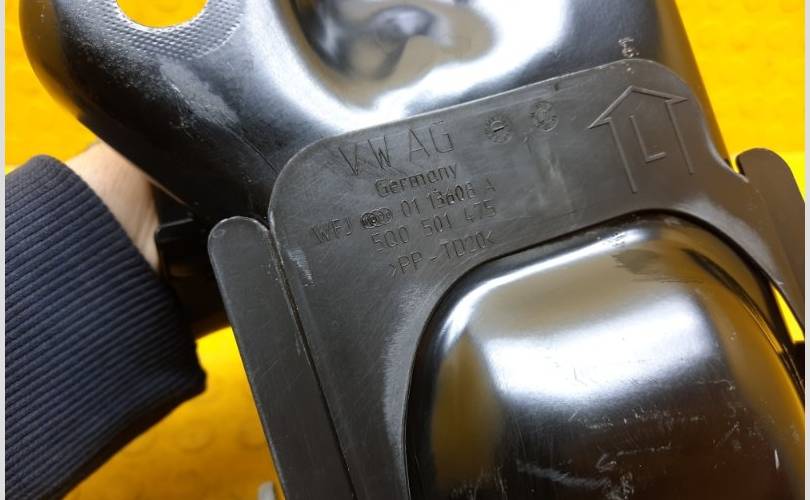 VW AG
Germany
WFJ 01 13608 A
5Q0 501 475
>PP-TD20<
L